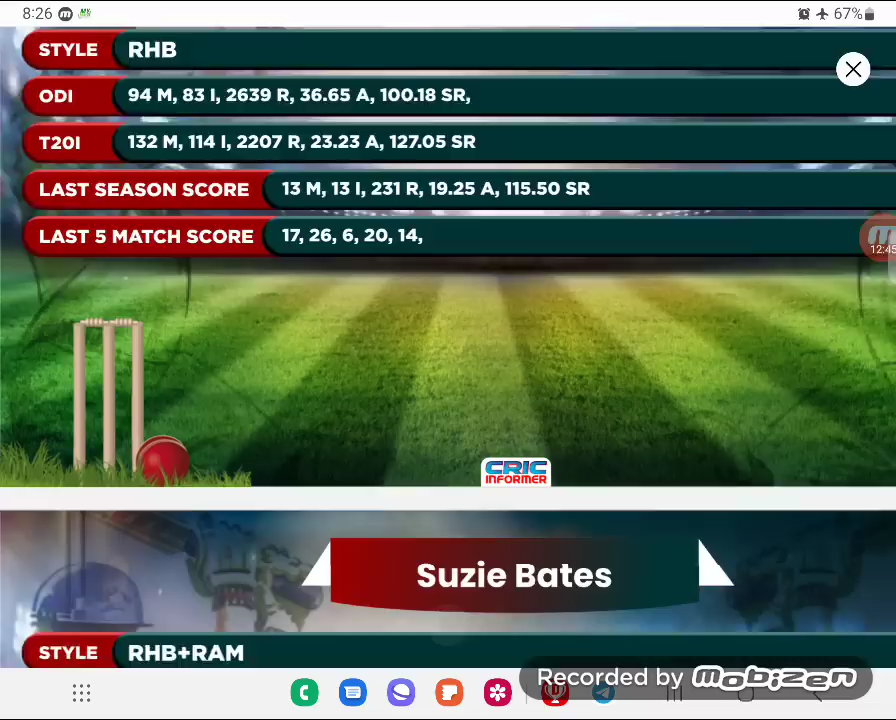 8:26
67%
STYLE RHB
ODI 94 M, 83 I, 2639 R, 36.65 A, 100.18 SR,
T20I 132 M, 114 I, 2207 R, 23.23 A, 127.05 SR
LAST SEASON SCORE 13 M, 13 I, 231 R, 19.25 A, 115.50 SR
LAST 5 MATCH SCORE 17, 26, 6, 20, 14,
12:45
CRIC
INFORMER
Suzie Bates
STYLE RHB+RAM
Recorded by mobizen